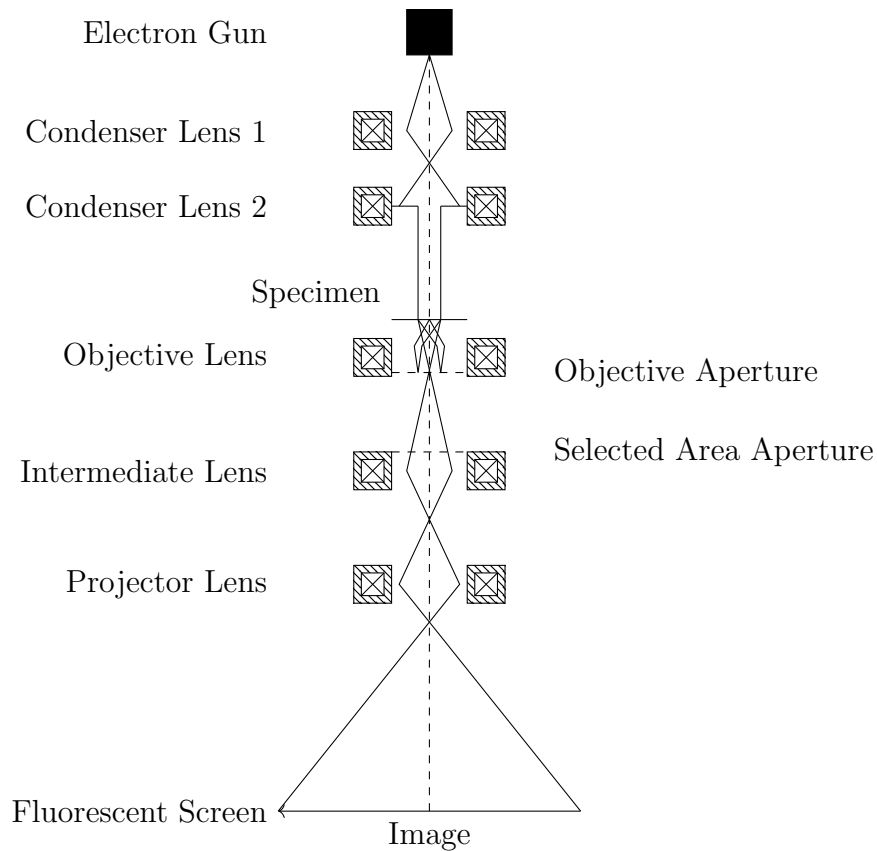 Electron Gun
Condenser Lens 1
Condenser Lens 2
Specimen
Objective Lens
Objective Aperture
Selected Area Aperture
Intermediate Lens
Projector Lens
Fluorescent Screen
Image